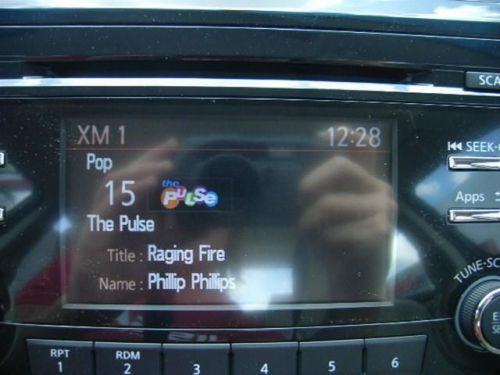 SCA
XM 1 12:28
Pop
15 the PULSE
The Pulse
Title : Raging Fire
Name : Phillip Phillips
SEEK-
Apps
TUNE-SC
RPT 1
RDM 2
3
4
5
6